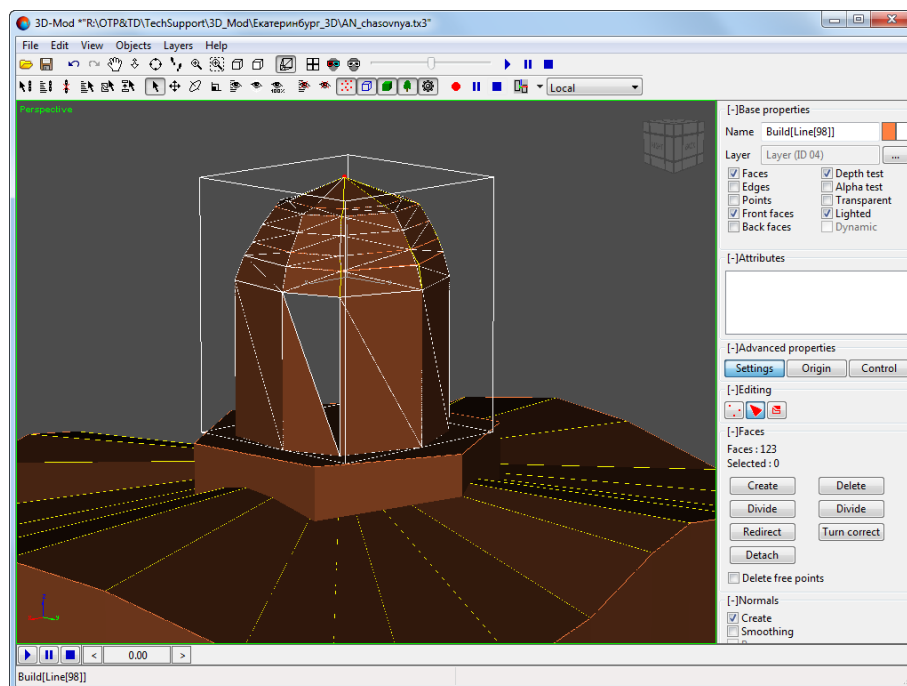 3D-Mod *"R:\OTP&TD\TechSupport\3D_Mod\Екатеринбург_3D\AN_chasovnya.tx3"
File Edit View Objects Layers Help
100%
Local
Perspective
[-]Base properties
Name Build[Line[98]]
Layer Layer (ID 04) ...
Faces Depth test
Edges Alpha test
Points Transparent
Front faces Lighted
Back faces Dynamic
[-]Attributes
[-]Advanced properties
Settings Origin Control
[-]Editing
[-]Faces
Faces : 123
Selected : 0
Create Delete
Divide Divide
Redirect Turn correct
Detach
Delete free points
[-]Normals
Create
Smoothing
< 0.00 >
Build[Line[98]]